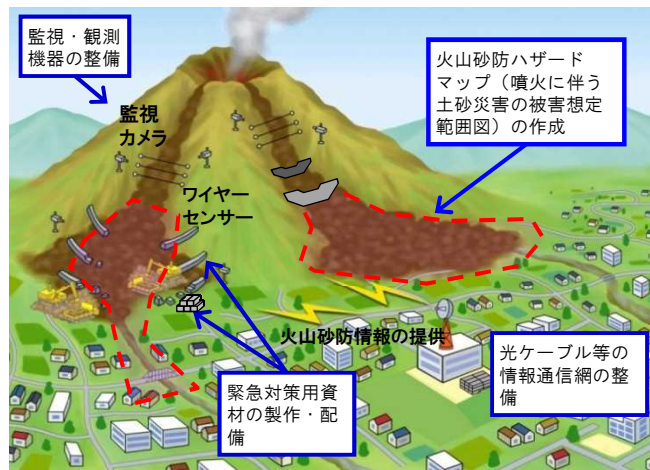 監視・観測
機器の整備
火山砂防ハザード
マップ（噴火に伴う
土砂災害の被害想定
範囲図）の作成
監視
カメラ
ワイヤー
センサー
火山砂防情報の提供
光ケーブル等の
情報通信網の整
備
緊急対策用資
材の製作・配
備